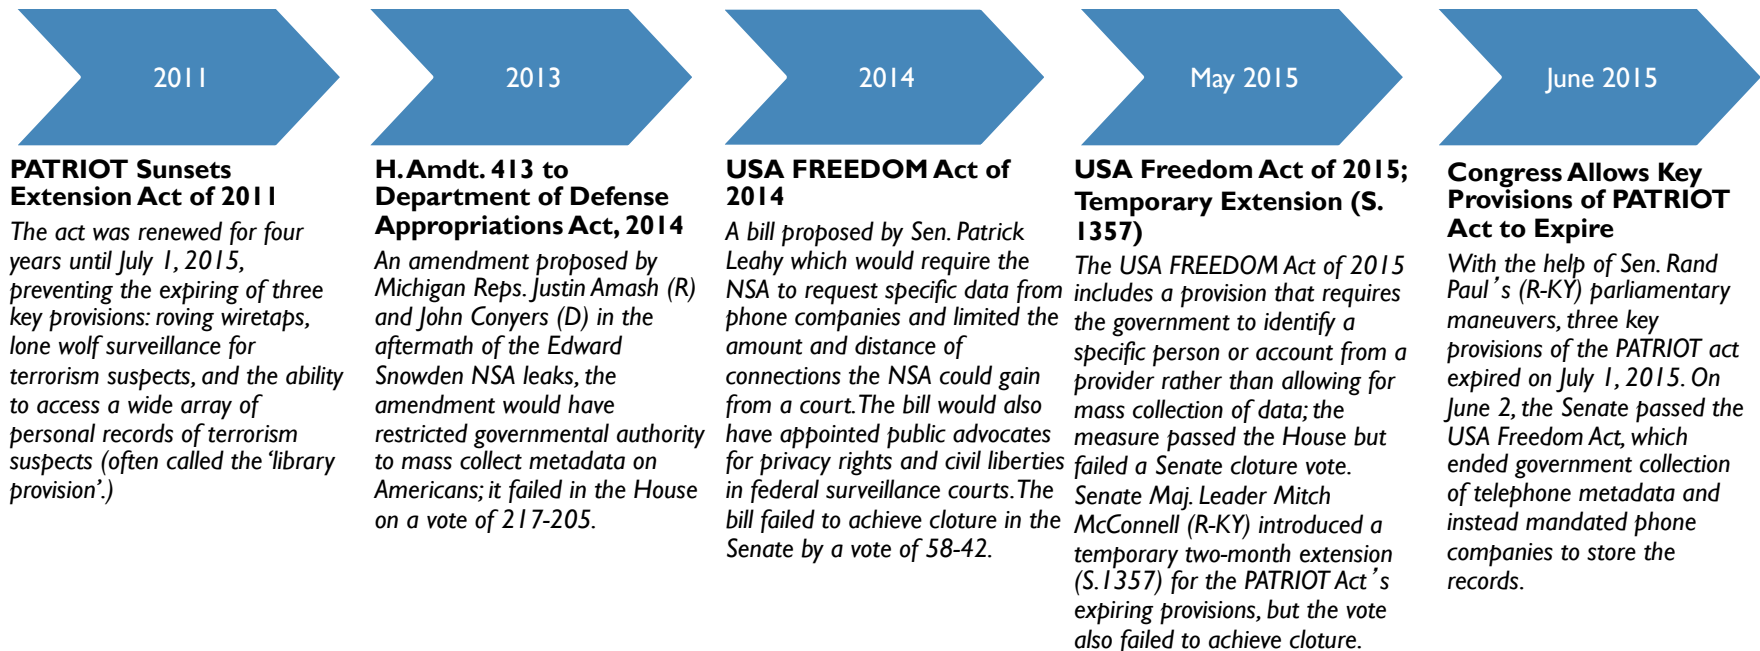 2011
PATRIOT Sunsets
Extension Act of 2011
The act was renewed for four
years until July 1, 2015,
preventing the expiring of three
key provisions: roving wiretaps,
lone wolf surveillance for
terrorism suspects, and the ability
to access a wide array of
personal records of terrorism
suspects (often called the ‘library
provision’.)
2013
H. Amdt. 413 to
Department of Defense
Appropriations Act, 2014
An amendment proposed by
Michigan Reps. Justin Amash (R)
and John Conyers (D) in the
aftermath of the Edward
Snowden NSA leaks, the
amendment would have
restricted governmental authority
to mass collect metadata on
Americans; it failed in the House
on a vote of 217-205.
2014
USA FREEDOM Act of
2014
A bill proposed by Sen. Patrick
Leahy which would require the
NSA to request specific data from
phone companies and limited the
amount and distance of
connections the NSA could gain
from a court. The bill would also
have appointed public advocates
for privacy rights and civil liberties
in federal surveillance courts. The
bill failed to achieve cloture in the
Senate by a vote of 58-42.
May 2015
USA Freedom Act of 2015;
Temporary Extension (S.
1357)
The USA FREEDOM Act of 2015
includes a provision that requires
the government to identify a
specific person or account from a
provider rather than allowing for
mass collection of data; the
measure passed the House but
failed a Senate cloture vote.
Senate Maj. Leader Mitch
McConnell (R-KY) introduced a
temporary two-month extension
(S.1357) for the PATRIOT Act’s
expiring provisions, but the vote
also failed to achieve cloture.
June 2015
Congress Allows Key
Provisions of PATRIOT
Act to Expire
With the help of Sen. Rand
Paul’s (R-KY) parliamentary
maneuvers, three key
provisions of the PATRIOT act
expired on July 1, 2015. On
June 2, the Senate passed the
USA Freedom Act, which
ended government collection
of telephone metadata and
instead mandated phone
companies to store the
records.